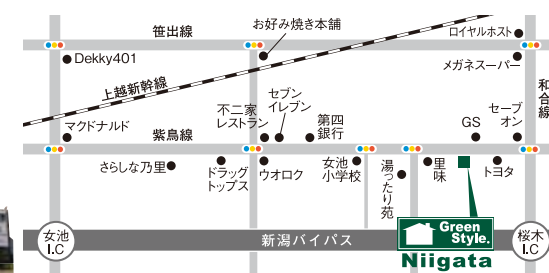 笹出線
お好み焼き本舗
ロイヤルホスト
Dekky401
メガネスーパー
上越新幹線
和合線
マクドナルド
不二家
レストラン
セブン
イレブン
第四
銀行
GS
セーブ
オン
紫鳥線
さらしな乃里
ドラッグ
トップス
ウオロク
女池
小学校
湯ったり苑
里味
トヨタ
女池
I.C
新潟バイパス
Green
Style.
Niigata
桜木
I.C